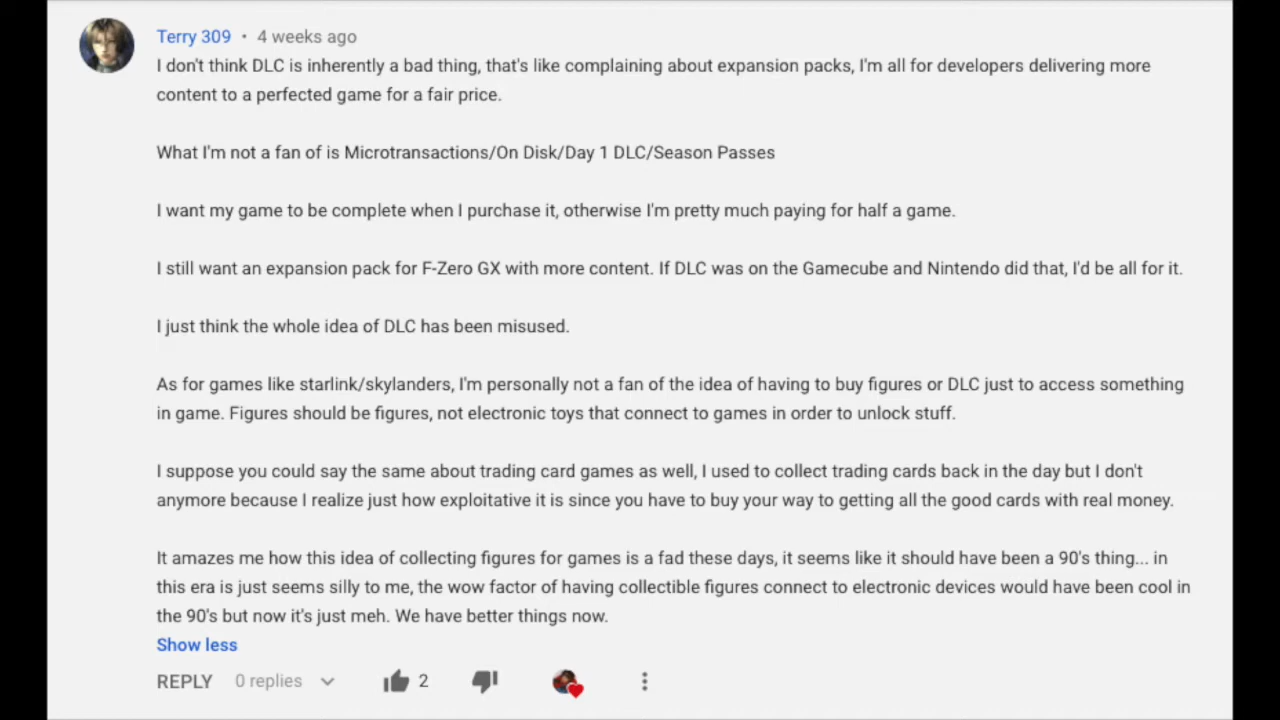 Terry 309 • 4 weeks ago
I don't think DLC is inherently a bad thing, that's like complaining about expansion packs, I'm all for developers delivering more
content to a perfected game for a fair price.
What I'm not a fan of is Microtransactions/On Disk/Day 1 DLC/Season Passes
I want my game to be complete when I purchase it, otherwise I'm pretty much paying for half a game.
I still want an expansion pack for F-Zero GX with more content. If DLC was on the Gamecube and Nintendo did that, I'd be all for it.
I just think the whole idea of DLC has been misused.
As for games like starlink/skylanders, I'm personally not a fan of the idea of having to buy figures or DLC just to access something
in game. Figures should be figures, not electronic toys that connect to games in order to unlock stuff.
I suppose you could say the same about trading card games as well, I used to collect trading cards back in the day but I don't
anymore because I realize just how exploitative it is since you have to buy your way to getting all the good cards with real money.
It amazes me how this idea of collecting figures for games is a fad these days, it seems like it should have been a 90's thing... in
this era is just seems silly to me, the wow factor of having collectible figures connect to electronic devices would have been cool in
the 90's but now it's just meh. We have better things now.
Show less
REPLY 0 replies 2